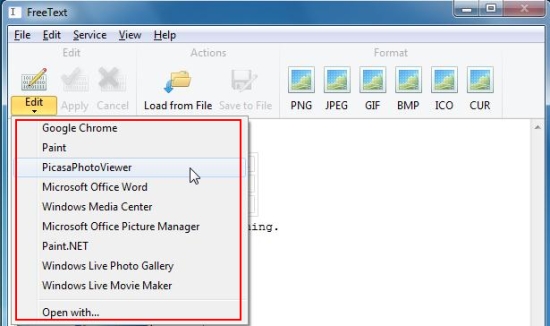 FreeText
File Edit Service View Help
Edit Actions Format
Edit Apply Cancel Load from File Save to File PNG JPEG GIF BMP ICO CUR
Google Chrome
Paint
PicasaPhotoViewer
Microsoft Office Word
Windows Media Center
Microsoft Office Picture Manager
ning.
Paint.NET
Windows Live Photo Gallery
Windows Live Movie Maker
Open with...